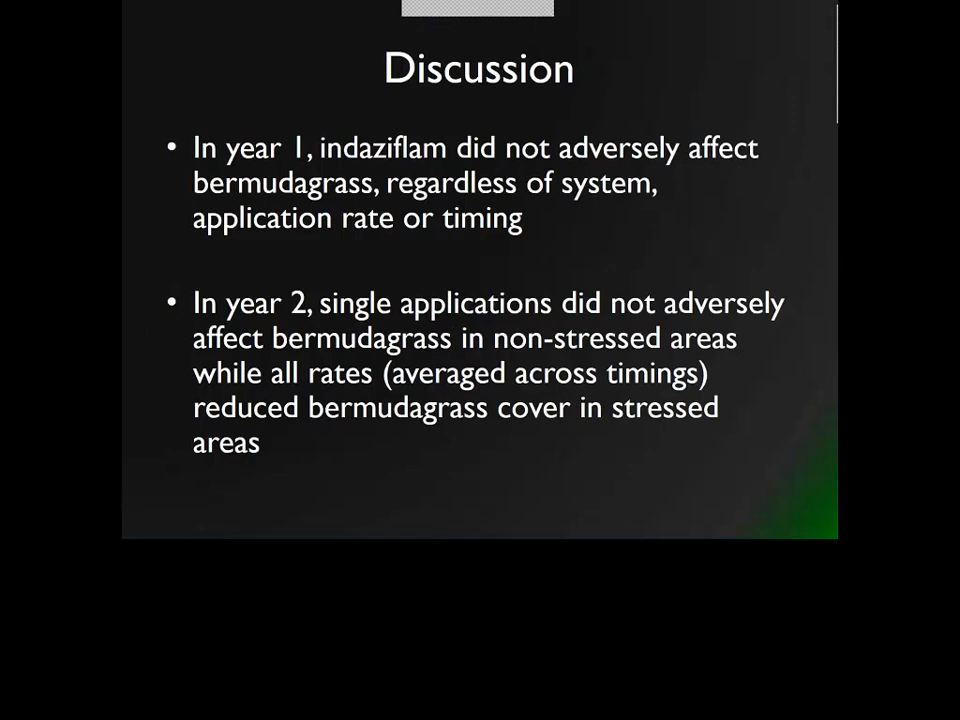 Discussion
• In year 1, indaziflam did not adversely affect
bermudagrass, regardless of system,
application rate or timing
• In year 2, single applications did not adversely
affect bermudagrass in non-stressed areas
while all rates (averaged across timings)
reduced bermudagrass cover in stressed
areas